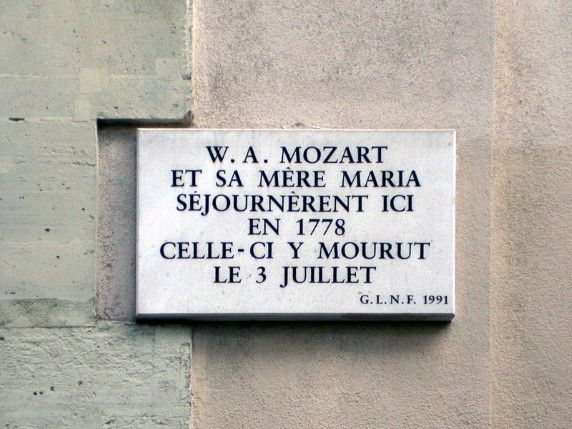 W. A. MOZART
ET SA MÈRE MARIA
SÉJOURNÈRENT ICI
EN 1778
CELLE-CI Y MOURUT
LE 3 JUILLET
G. L. N. F. 1991